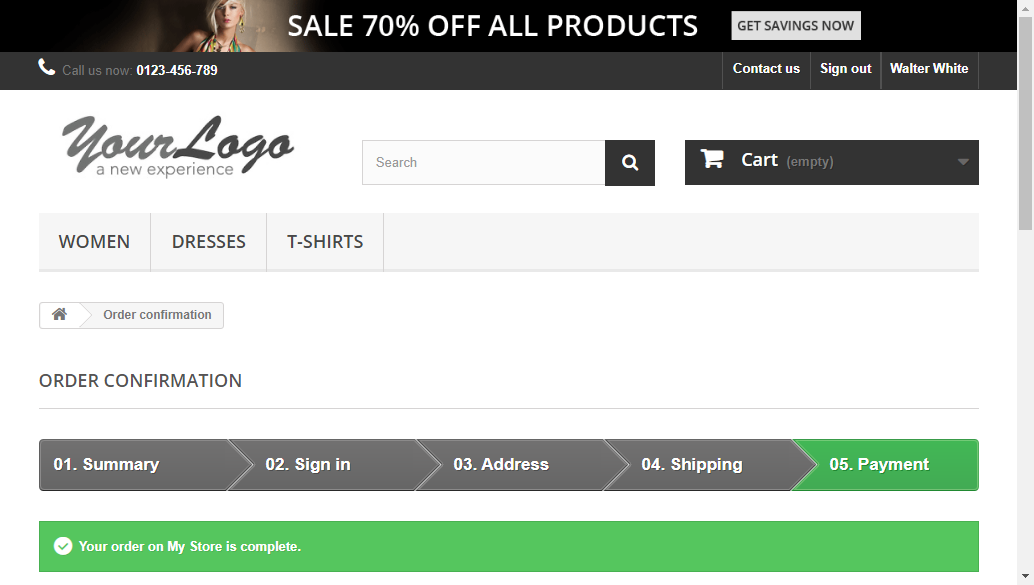 SALE 70% OFF ALL PRODUCTS GET SAVINGS NOW
Call us now: 0123-456-789 Contact us Sign out Walter White
YourLogo
a new experience
Search Cart (empty)
WOMEN DRESSES T-SHIRTS
Order confirmation
ORDER CONFIRMATION
01. Summary 02. Sign in 03. Address 04. Shipping 05. Payment
Your order on My Store is complete.